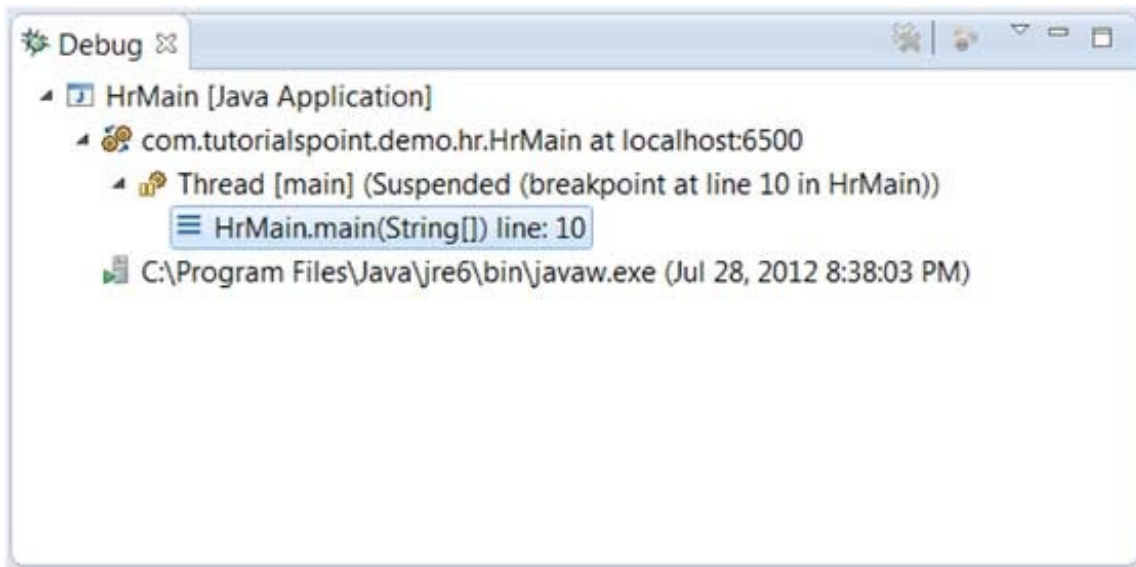 Debug
HrMain [Java Application]
com.tutorialspoint.demo.hr.HrMain at localhost:6500
Thread [main] (Suspended (breakpoint at line 10 in HrMain))
HrMain.main(String[]) line: 10
C:\Program Files\Java\jre6\bin\javaw.exe (Jul 28, 2012 8:38:03 PM)